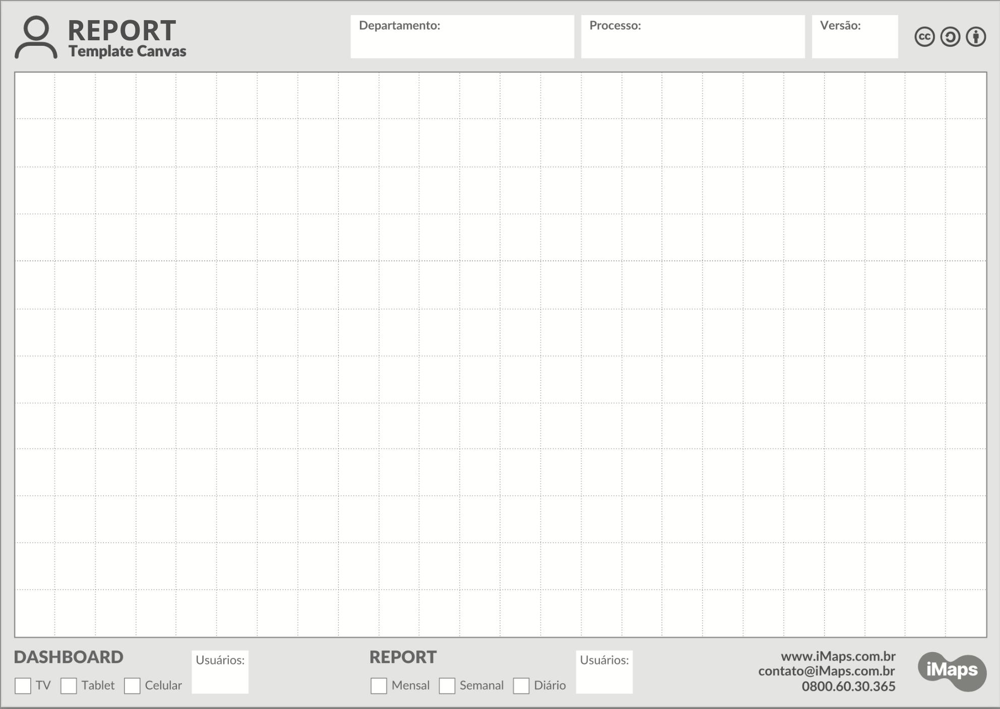 REPORT
Template Canvas
Departamento:
Processo:
Versão:
cc
DASHBOARD
TV
Tablet
Celular
Usuários:
REPORT
Mensal
Semanal
Diário
Usuários:
www.iMaps.com.br
contato@iMaps.com.br
0800.60.30.365
iMaps